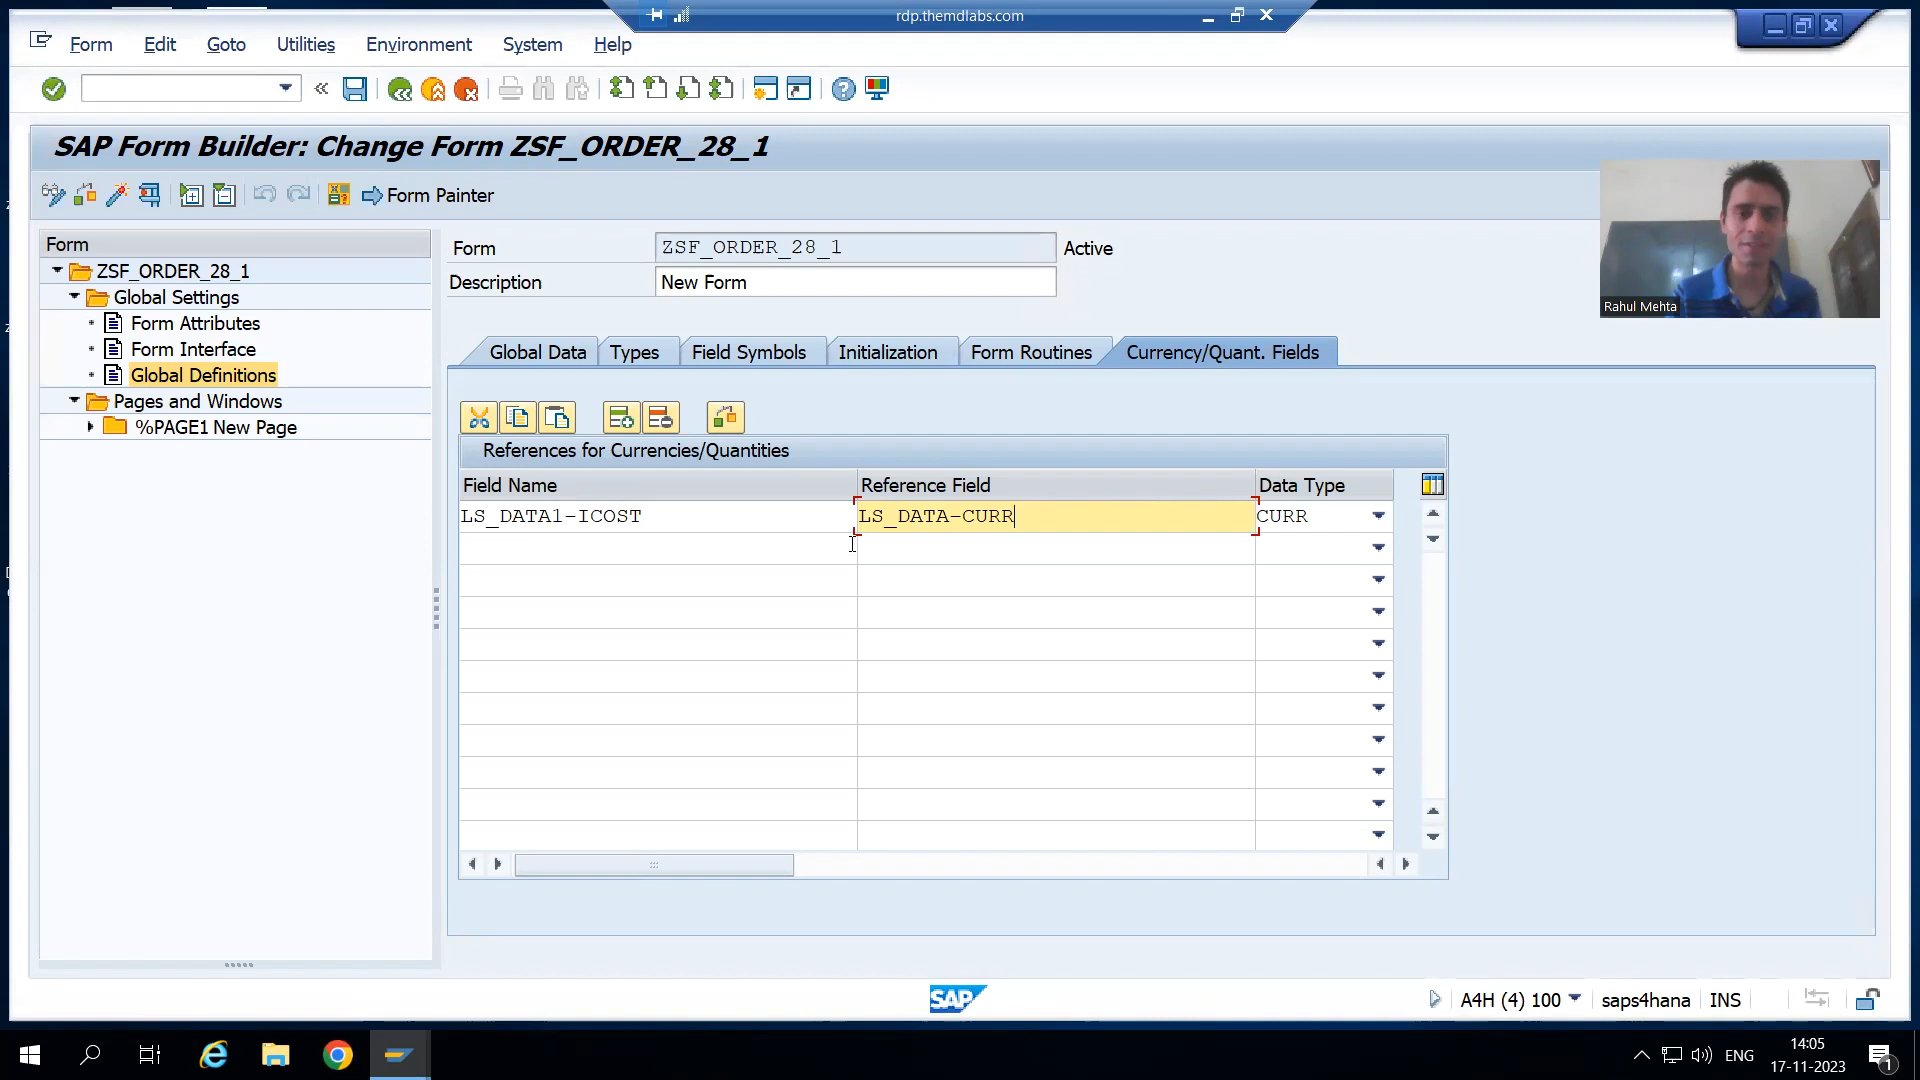 rdp.themdlabs.com
Form Edit Goto Utilities Environment System Help
SAP Form Builder: Change Form ZSF_ORDER_28_1
Form Painter
Form
ZSF_ORDER_28_1
Global Settings
Form Attributes
Form Interface
Global Definitions
Pages and Windows
%PAGE1 New Page
Form ZSF_ORDER_28_1 Active
Description New Form
Rahul Mehta
Global Data Types Field Symbols Initialization Form Routines Currency/Quant. Fields
References for Currencies/Quantities
Field Name Reference Field Data Type
LS_DATA1-ICOST LS_DATA-CURR CURR
SAP
A4H (4) 100 saps4hana INS
ENG
14:05
17-11-2023
1